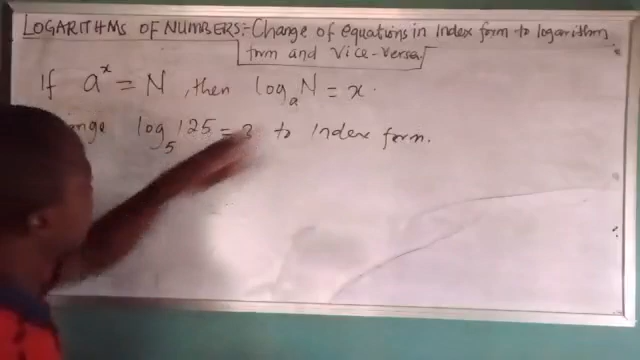 LOGARITHMS OF NUMBERS:- Change of equations in Index form to logarithm
form and Vice-Versa
If a^x = N, then log_a N = x.
log_5 125 = 3 to Index form.